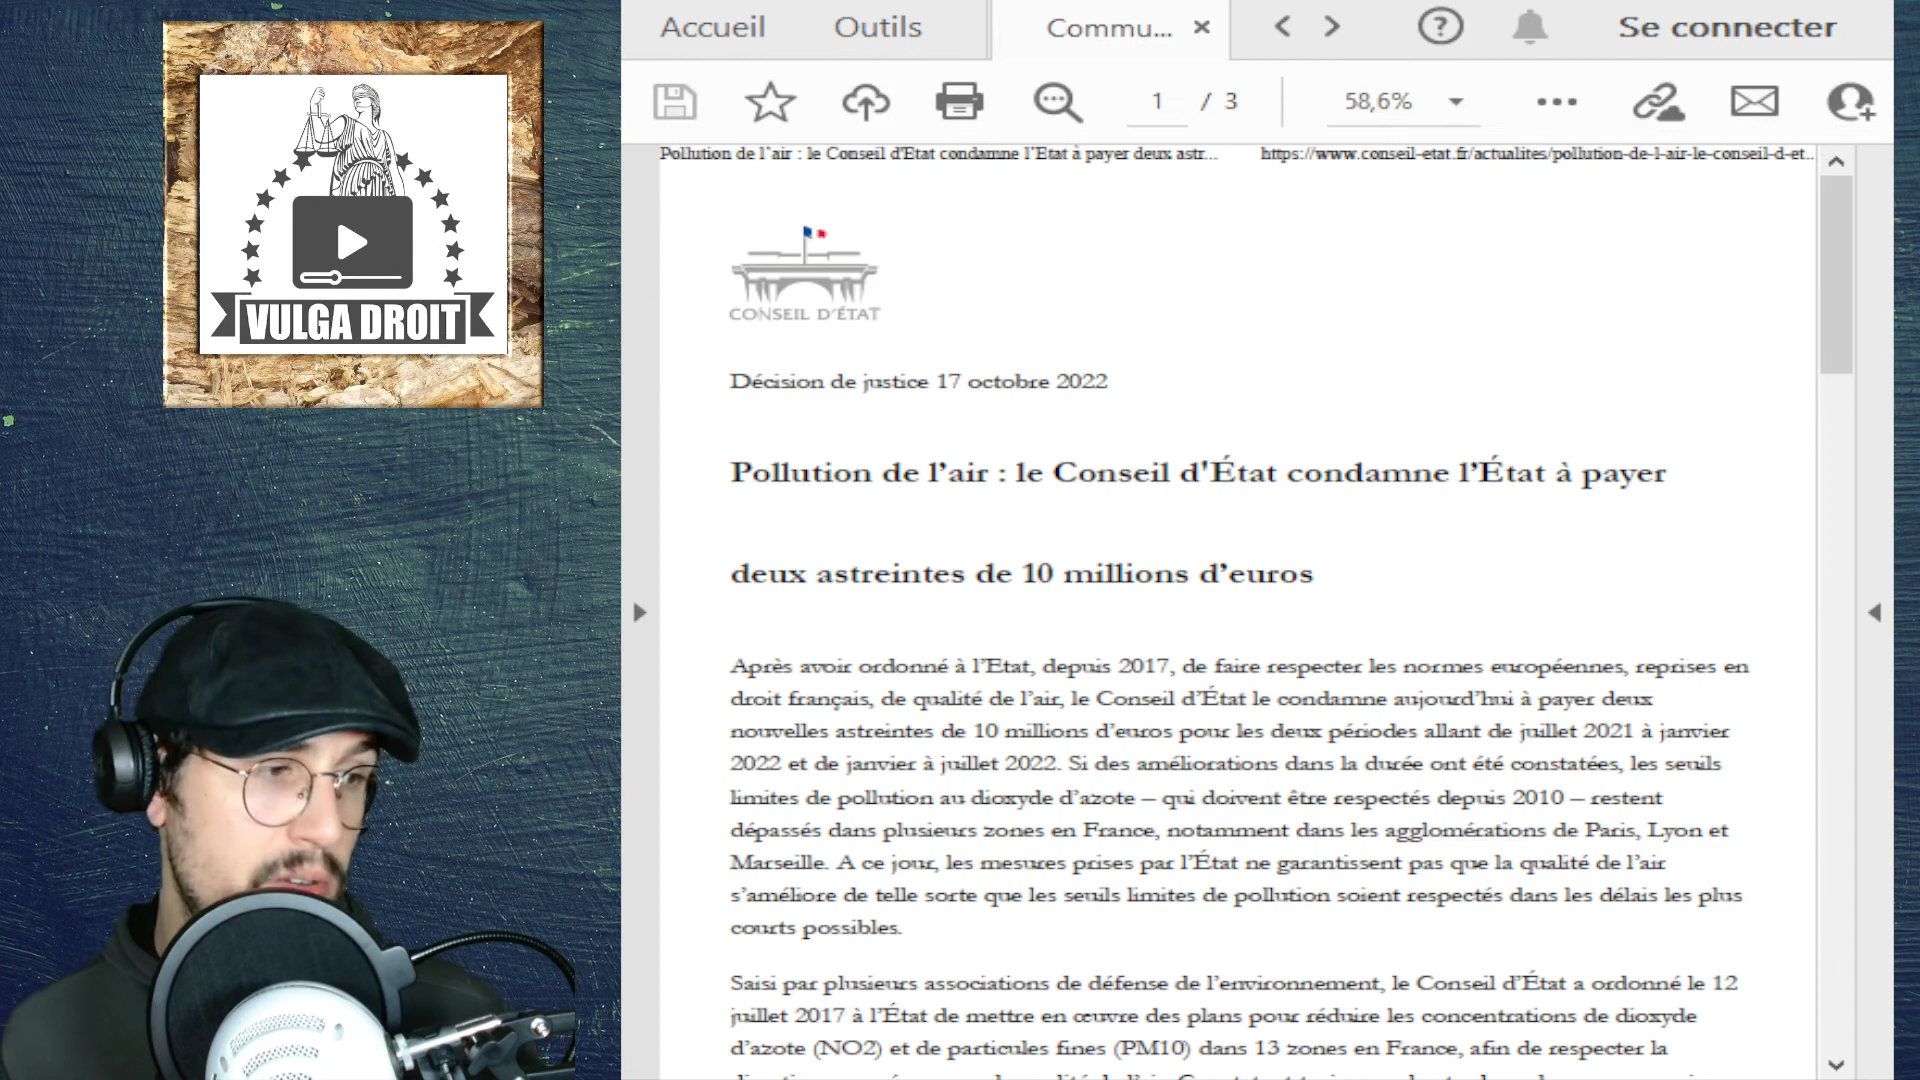 VULGA DROIT
Accueil
Outils
Commu...
Se connecter
1 / 3
58,6%
Pollution de l'air : le Conseil d'Etat condamne l'Etat à payer deux astr...
https://www.conseil-etat.fr/actualites/pollution-de-l-air-le-conseil-d-et...
CONSEIL D'ÉTAT
Décision de justice 17 octobre 2022
Pollution de l'air : le Conseil d'État condamne l'État à payer
deux astreintes de 10 millions d'euros
Après avoir ordonné à l'Etat, depuis 2017, de faire respecter les normes européennes, reprises en
droit français, de qualité de l'air, le Conseil d'État le condamne aujourd'hui à payer deux
nouvelles astreintes de 10 millions d'euros pour les deux périodes allant de juillet 2021 à janvier
2022 et de janvier à juillet 2022. Si des améliorations dans la durée ont été constatées, les seuils
limites de pollution au dioxyde d'azote – qui doivent être respectés depuis 2010 – restent
dépassés dans plusieurs zones en France, notamment dans les agglomérations de Paris, Lyon et
Marseille. A ce jour, les mesures prises par l'État ne garantissent pas que la qualité de l'air
s'améliore de telle sorte que les seuils limites de pollution soient respectés dans les délais les plus
courts possibles.
Saisi par plusieurs associations de défense de l'environnement, le Conseil d'État a ordonné le 12
juillet 2017 à l'État de mettre en œuvre des plans pour réduire les concentrations de dioxyde
d'azote (NO2) et de particules fines (PM10) dans 13 zones en France, afin de respecter la